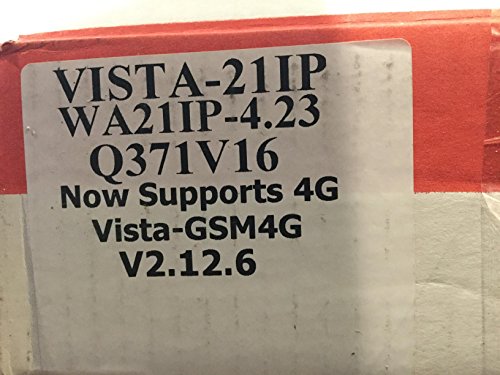 VISTA-21IP
WA21IP-4.23
Q371V16
Now Supports 4G
Vista-GSM4G
V2.12.6